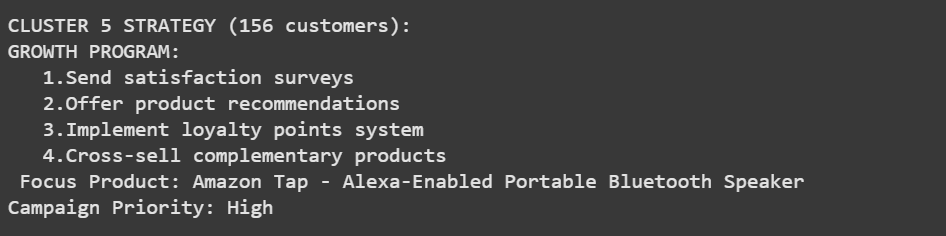 CLUSTER 5 STRATEGY (156 customers):
GROWTH PROGRAM:
1.Send satisfaction surveys
2.Offer product recommendations
3.Implement loyalty points system
4.Cross-sell complementary products
Focus Product: Amazon Tap - Alexa-Enabled Portable Bluetooth Speaker
Campaign Priority: High